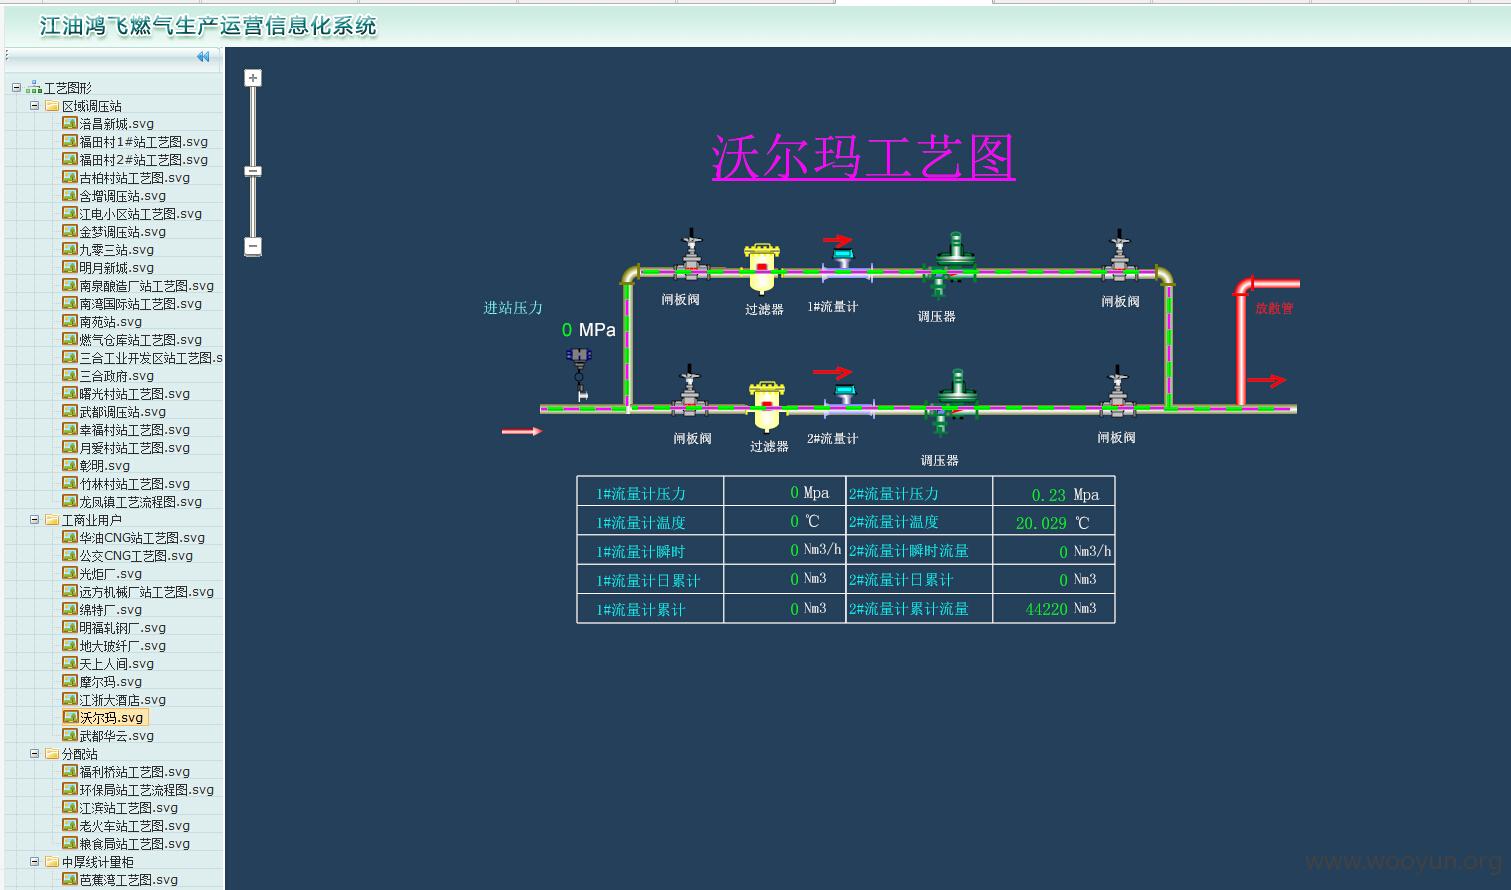 江油鸿飞燃气生产运营信息化系统
工艺图形
区域调压站
涪昌新城.svg
福田村1#站工艺图.svg
福田村2#站工艺图.svg
古柏村站工艺图.svg
含增调压站.svg
江电小区站工艺图.svg
金梦调压站.svg
九零三站.svg
明月新城.svg
南泉酿造厂站工艺图.svg
南湾国际站工艺图.svg
南苑站.svg
燃气仓库站工艺图.svg
三合工业开发区站工艺图.s
三合政府.svg
曙光村站工艺图.svg
武都调压站.svg
幸福村站工艺图.svg
月爱村站工艺图.svg
彰明.svg
竹林村站工艺图.svg
龙凤镇工艺流程图.svg
工商业用户
华油CNG站工艺图.svg
公交CNG工艺图.svg
光炬厂.svg
远方机械厂站工艺图.svg
绵特厂.svg
明福轧钢厂.svg
地大玻纤厂.svg
天上人间.svg
摩尔玛.svg
江浙大酒店.svg
沃尔玛.svg
武都华云.svg
分配站
福利桥站工艺图.svg
环保局站工艺流程图.svg
江滨站工艺图.svg
老火车站工艺图.svg
粮食局站工艺图.svg
中厚线计量柜
芭蕉湾工艺图.svg
沃尔玛工艺图
进站压力
0 MPa
闸板阀
过滤器
1#流量计
调压器
闸板阀
放散管
闸板阀
过滤器
2#流量计
调压器
闸板阀
1#流量计压力 0 Mpa 2#流量计压力 0.23 Mpa
1#流量计温度 0 ℃ 2#流量计温度 20.029 ℃
1#流量计瞬时 0 Nm3/h 2#流量计瞬时流量 0 Nm3/h
1#流量计日累计 0 Nm3 2#流量计日累计 0 Nm3
1#流量计累计 0 Nm3 2#流量计累计流量 44220 Nm3
www.wooyun.org